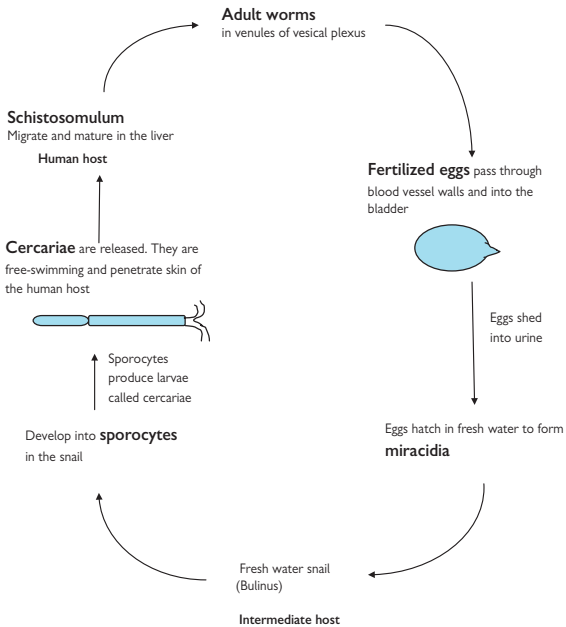 Adult worms
in venules of vesical plexus
Schistosomulum
Migrate and mature in the liver
Human host
Fertilized eggs pass through
blood vessel walls and into the
bladder
Cercariae are released. They are
free-swimming and penetrate skin of
the human host
Eggs shed
into urine
Sporocytes
produce larvae
called cercariae
Develop into sporocytes
in the snail
Eggs hatch in fresh water to form
miracidia
Fresh water snail
(Bulinus)
Intermediate host